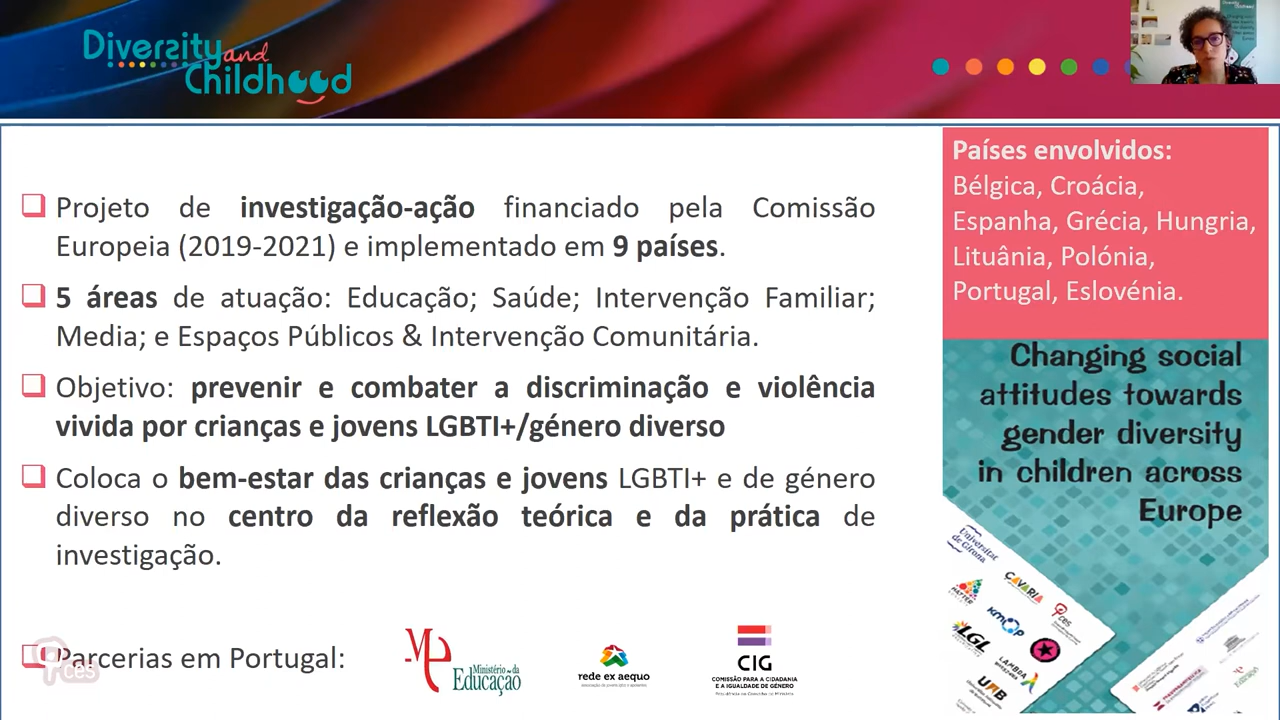 Diversity and
Childhood
Projeto de investigação-ação financiado pela Comissão
Europeia (2019-2021) e implementado em 9 países.
5 áreas de atuação: Educação; Saúde; Intervenção Familiar;
Media; e Espaços Públicos & Intervenção Comunitária.
Objetivo: prevenir e combater a discriminação e violência
vivida por crianças e jovens LGBTI+/género diverso
Coloca o bem-estar das crianças e jovens LGBTI+ e de género
diverso no centro da reflexão teórica e da prática de
investigação.
Parcerias em Portugal:
ces
Ministério da
Educação
rede ex aequo
CIG
COMISSÃO PARA A CIDADANIA
E A IGUALDADE DE GÉNERO
Países envolvidos:
Bélgica, Croácia,
Espanha, Grécia, Hungria,
Lituânia, Polónia,
Portugal, Eslovénia.
Changing social
attitudes towards
gender diversity
in children across
Europe
Universitat
de Girona
ÇAVARIA
HATTER
ces
KMOP
LGL
LAMBDA
UMB